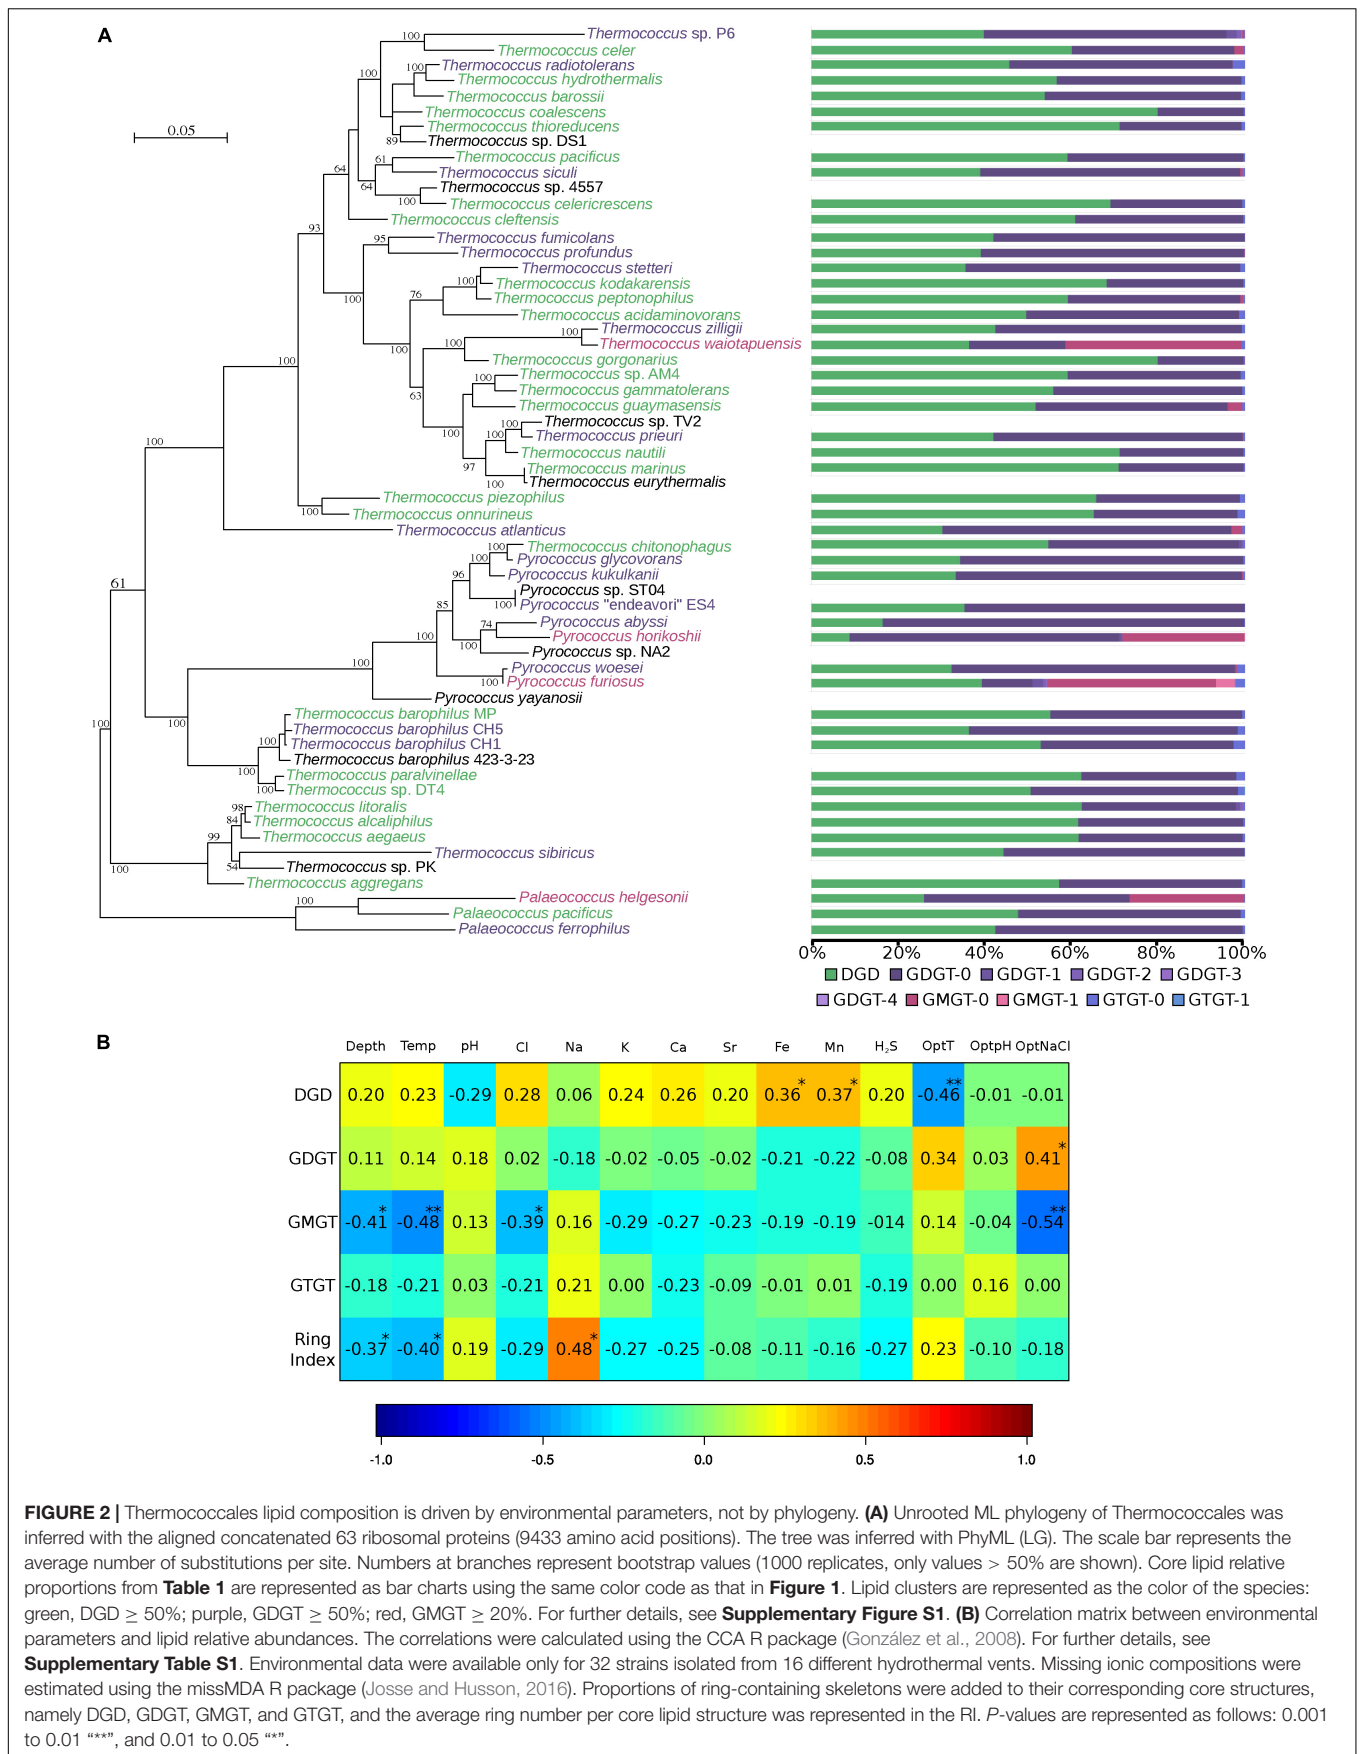 A
Thermococcus sp. P6
Thermococcus celer
Thermococcus radiotolerans
Thermococcus hydrothermalis
Thermococcus barossii
Thermococcus coalescens
Thermococcus thioreducens
Thermococcus sp. DS1
Thermococcus pacificus
Thermococcus siculi
Thermococcus sp. 4557
Thermococcus celericrescens
Thermococcus cleftensis
Thermococcus fumicolans
Thermococcus profundus
Thermococcus stetteri
Thermococcus kodakarensis
Thermococcus peptonophilus
Thermococcus acidaminovorans
Thermococcus zilligii
Thermococcus waiotapuensis
Thermococcus gorgonarius
Thermococcus sp. AM4
Thermococcus gammatolerans
Thermococcus guaymasensis
Thermococcus sp. TV2
Thermococcus prieuri
Thermococcus nautili
Thermococcus marinus
Thermococcus eurythermalis
Thermococcus piezophilus
Thermococcus onnurineus
Thermococcus atlanticus
Thermococcus chitonophagus
Pyrococcus glycovorans
Pyrococcus kukulkanii
Pyrococcus sp. ST04
Pyrococcus "endeavori" ES4
Pyrococcus abyssi
Pyrococcus horikoshii
Pyrococcus sp. NA2
Pyrococcus woesei
Pyrococcus furiosus
Pyrococcus yayanosii
Thermococcus barophilus MP
Thermococcus barophilus CH5
Thermococcus barophilus CH1
Thermococcus barophilus 423-3-23
Thermococcus paralvinellae
Thermococcus sp. DT4
Thermococcus litoralis
Thermococcus alcaliphilus
Thermococcus aegaeus
Thermococcus sibiricus
Thermococcus sp. PK
Thermococcus aggregans
Palaeococcus helgesonii
Palaeococcus pacificus
Palaeococcus ferrophilus
0.05
100
100
100
100
89
64
61
64
100
93
95
100
76
100
100
100
100
63
100
100
100
100
97
100
100
100
100
61
100
100
96
100
85
74
100
100
100
100
100
100
100
100
100
98
84
99
54
100
100
0% 20% 40% 60% 80% 100%
DGD GDGT-0 GDGT-1 GDGT-2 GDGT-3
GDGT-4 GMGT-0 GMGT-1 GTGT-0 GTGT-1
B
Depth Temp pH Cl Na K Ca Sr Fe Mn H₂S OptT OptpH OptNaCl
DGD 0.20 0.23 -0.29 0.28 0.06 0.24 0.26 0.20 0.36* 0.37* 0.20 -0.46** -0.01 -0.01
GDGT 0.11 0.14 0.18 0.02 -0.18 -0.02 -0.05 -0.02 -0.21 -0.22 -0.08 0.34 0.03 0.41*
GMGT -0.41* -0.48** 0.13 -0.39* 0.16 -0.29 -0.27 -0.23 -0.19 -0.19 -014 0.14 -0.04 -0.54**
GTGT -0.18 -0.21 0.03 -0.21 0.21 0.00 -0.23 -0.09 -0.01 0.01 -0.19 0.00 0.16 0.00
Ring Index -0.37* -0.40* 0.19 -0.29 0.48* -0.27 -0.25 -0.08 -0.11 -0.16 -0.27 0.23 -0.10 -0.18
-1.0 -0.5 0.0 0.5 1.0
FIGURE 2 | Thermococcales lipid composition is driven by environmental parameters, not by phylogeny. (A) Unrooted ML phylogeny of Thermococcales was
inferred with the aligned concatenated 63 ribosomal proteins (9433 amino acid positions). The tree was inferred with PhyML (LG). The scale bar represents the
average number of substitutions per site. Numbers at branches represent bootstrap values (1000 replicates, only values > 50% are shown). Core lipid relative
proportions from Table 1 are represented as bar charts using the same color code as that in Figure 1. Lipid clusters are represented as the color of the species:
green, DGD ≥ 50%; purple, GDGT ≥ 50%; red, GMGT ≥ 20%. For further details, see Supplementary Figure S1. (B) Correlation matrix between environmental
parameters and lipid relative abundances. The correlations were calculated using the CCA R package (González et al., 2008). For further details, see
Supplementary Table S1. Environmental data were available only for 32 strains isolated from 16 different hydrothermal vents. Missing ionic compositions were
estimated using the missMDA R package (Josse and Husson, 2016). Proportions of ring-containing skeletons were added to their corresponding core structures,
namely DGD, GDGT, GMGT, and GTGT, and the average ring number per core lipid structure was represented in the RI. P-values are represented as follows: 0.001
to 0.01 “**”, and 0.01 to 0.05 “*”.